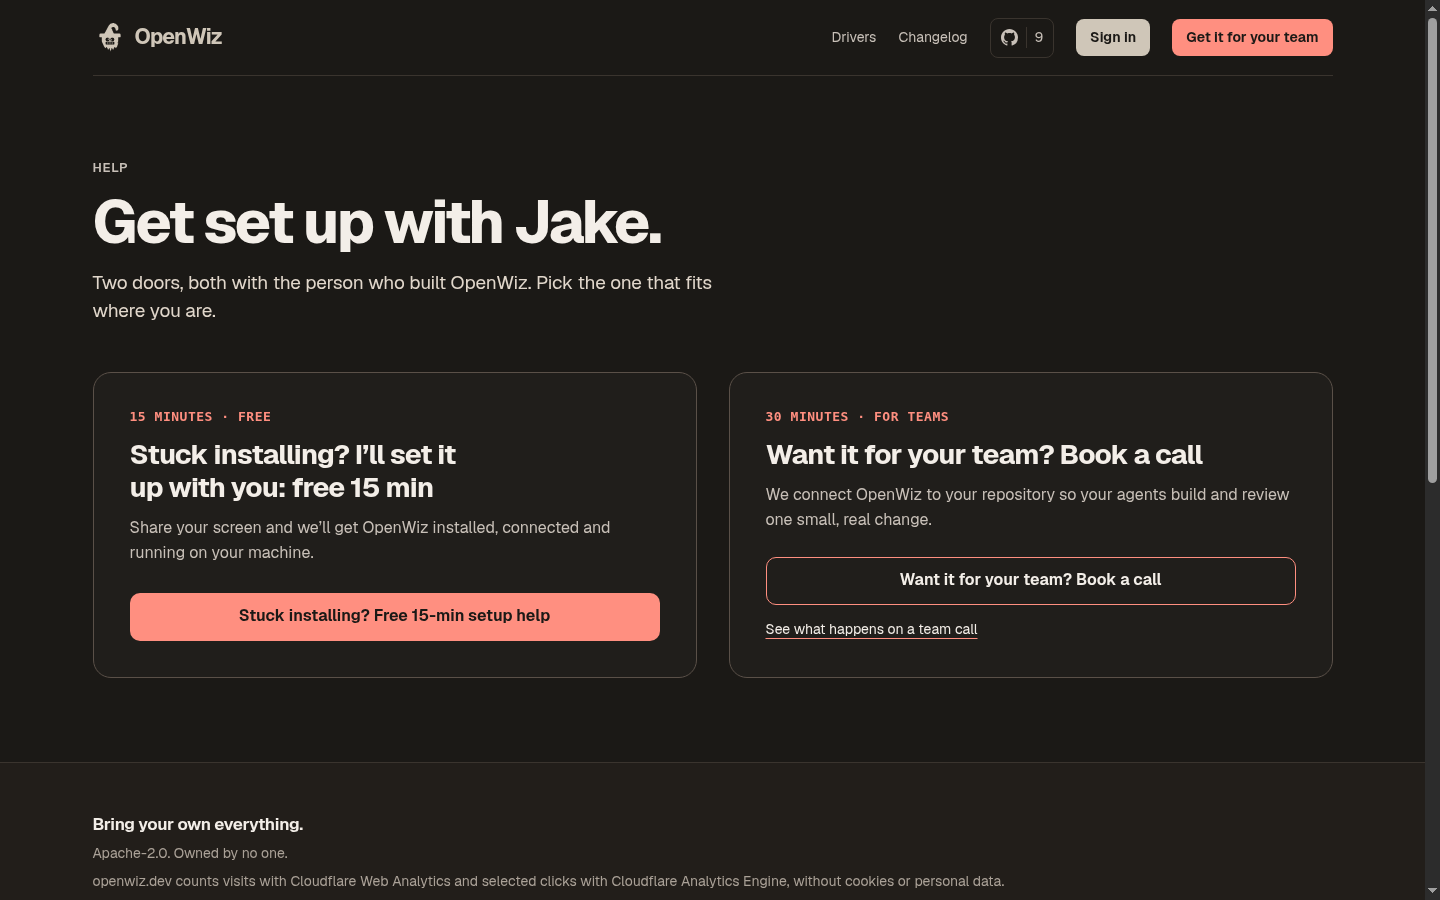 OpenWiz
Drivers
Changelog
9
Sign in
Get it for your team
HELP
Get set up with Jake.
Two doors, both with the person who built OpenWiz. Pick the one that fits
where you are.
15 MINUTES · FREE
Stuck installing? I’ll set it
up with you: free 15 min
Share your screen and we’ll get OpenWiz installed, connected and
running on your machine.
Stuck installing? Free 15-min setup help
30 MINUTES · FOR TEAMS
Want it for your team? Book a call
We connect OpenWiz to your repository so your agents build and review
one small, real change.
Want it for your team? Book a call
See what happens on a team call
Bring your own everything.
Apache-2.0. Owned by no one.
openwiz.dev counts visits with Cloudflare Web Analytics and selected clicks with Cloudflare Analytics Engine, without cookies or personal data.